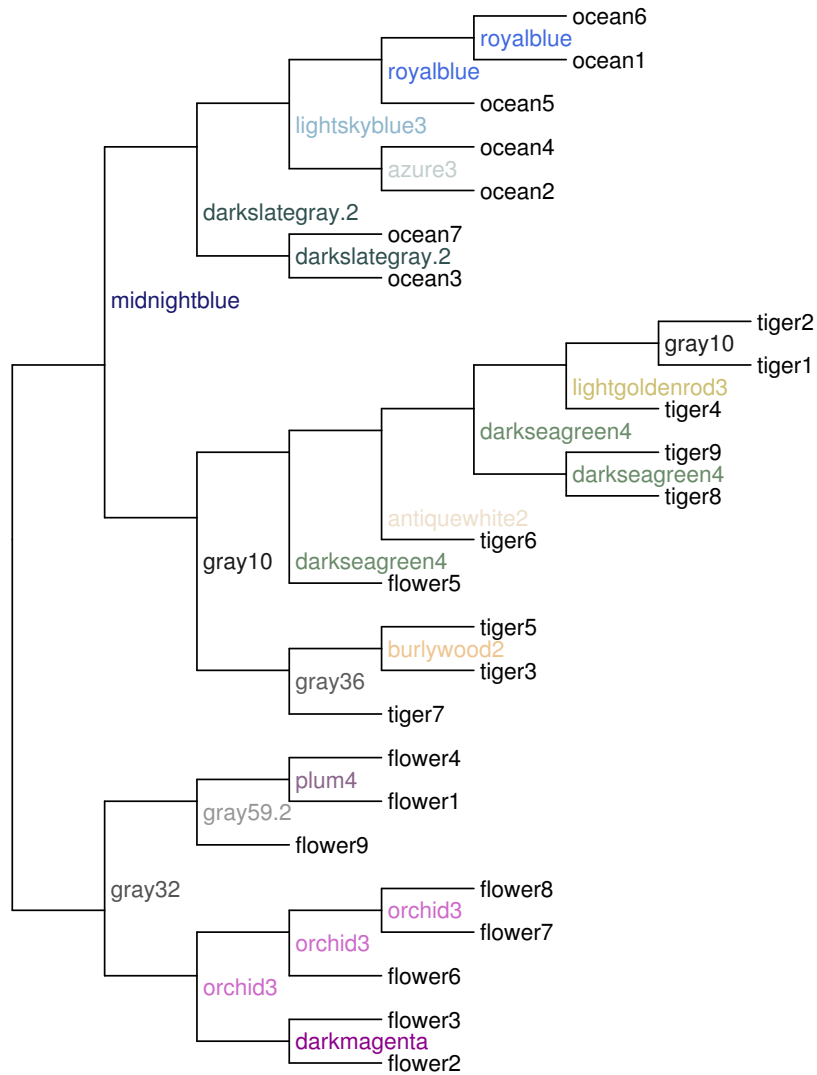 ocean6
royalblue
ocean1
royalblue
ocean5
lightskyblue3
ocean4
azure3
ocean2
darkslategray.2
ocean7
darkslategray.2
ocean3
midnightblue
tiger2
gray10
tiger1
lightgoldenrod3
tiger4
darkseagreen4
tiger9
darkseagreen4
tiger8
antiquewhite2
tiger6
gray10
darkseagreen4
flower5
tiger5
burlywood2
tiger3
gray36
tiger7
flower4
plum4
flower1
gray59.2
flower9
gray32
flower8
orchid3
flower7
orchid3
flower6
orchid3
flower3
darkmagenta
flower2